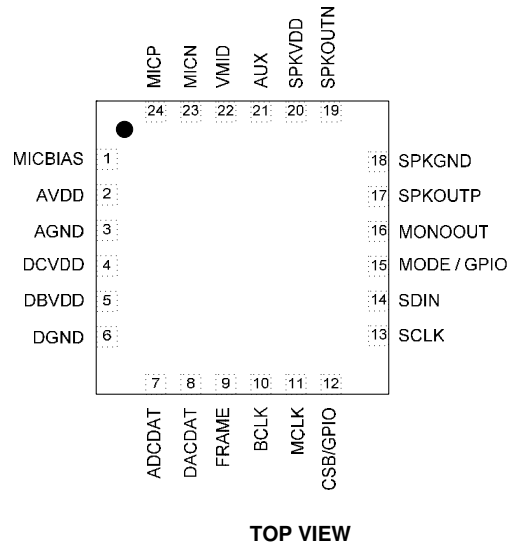 MICP MICN VMID AUX SPKVDD SPKOUTN
24 23 22 21 20 19
MICBIAS 1
18 SPKGND
AVDD 2
17 SPKOUTP
AGND 3
16 MONOOUT
DCVDD 4
15 MODE / GPIO
DBVDD 5
14 SDIN
DGND 6
13 SCLK
7 8 9 10 11 12
ADCDAT DACDAT FRAME BCLK MCLK CSB/GPIO
TOP VIEW